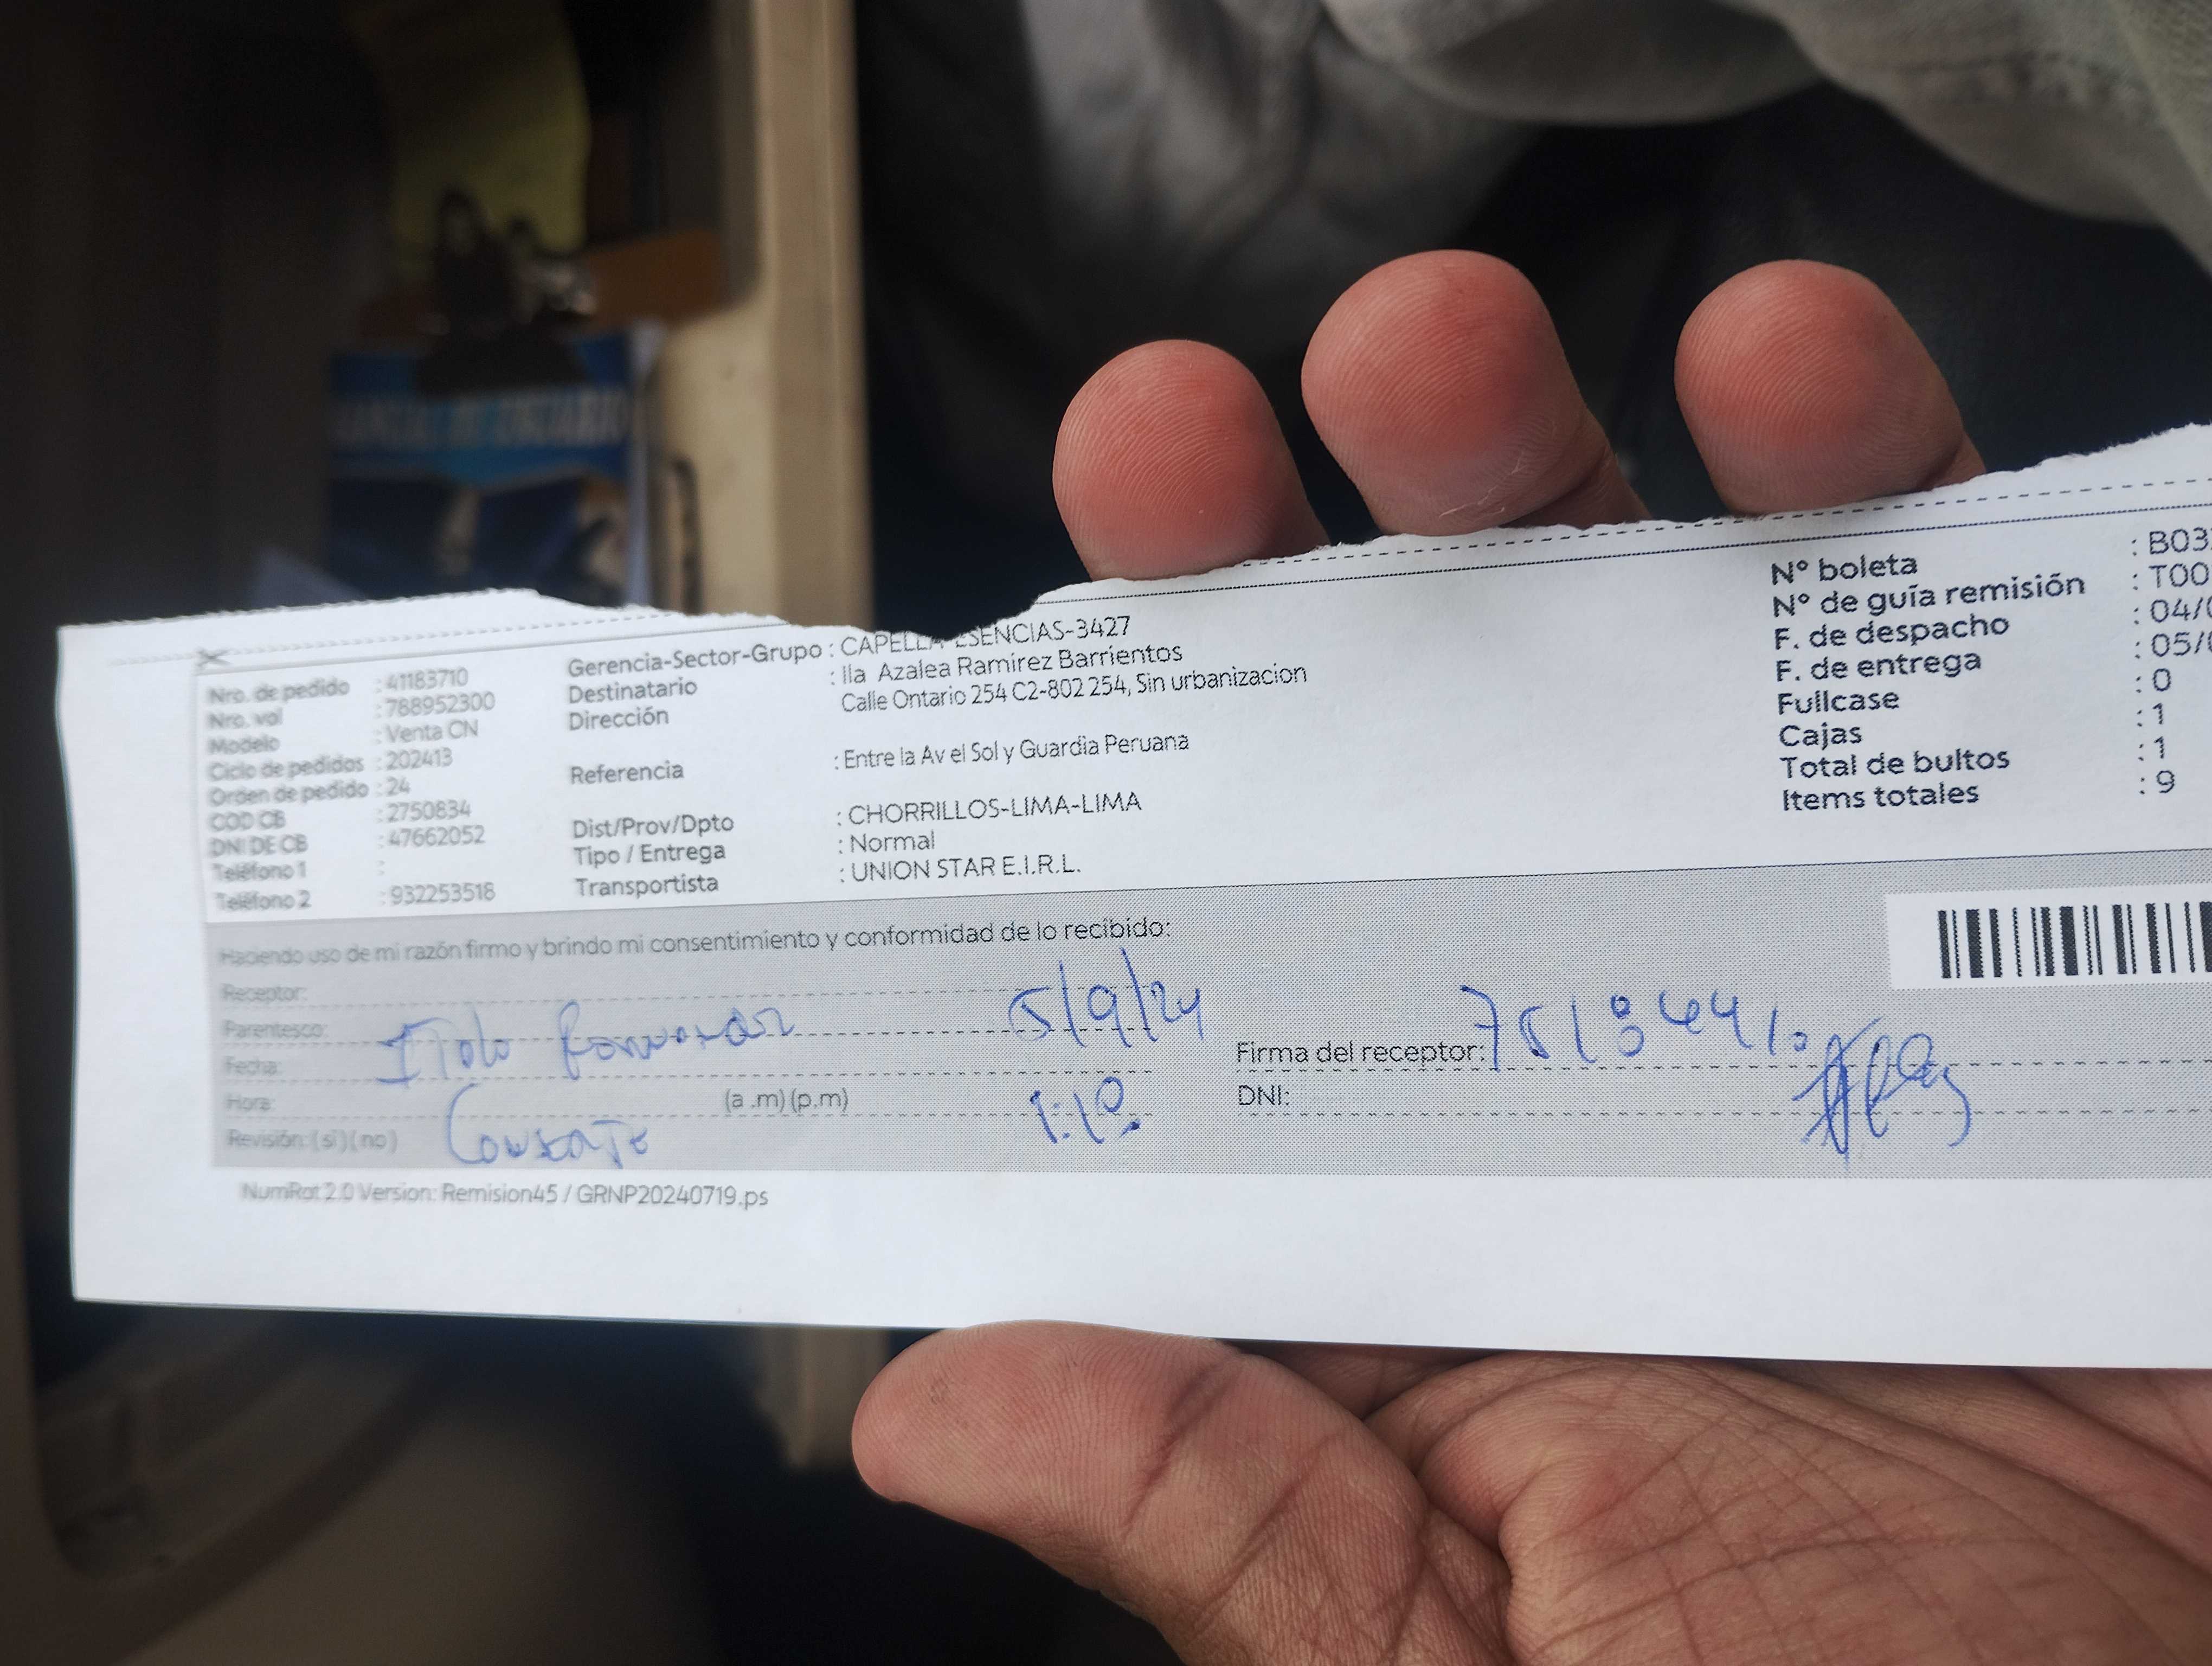 Nro. de pedido : 41183710
Nro. val : 788952300
Modelo : Venta CN
Ciclo de pedidos : 202413
Orden de pedido : 24
COD CB : 2750834
DNI DE CB : 47662052
Teléfono 1 :
Teléfono 2 : 932253518
Gerencia-Sector-Grupo : CAPELLA ESENCIAS-3427
Destinatario : Ila Azalea Ramirez Barrientos
Dirección Calle Ontario 254 C2-802 254, Sin urbanizacion
Referencia : Entre la Av el Sol y Guardia Peruana
Dist/Prov/Dpto : CHORRILLOS-LIMA-LIMA
Tipo / Entrega : Normal
Transportista : UNION STAR E.I.R.L.
N° boleta : B03
N° de guía remisión : T00
F. de despacho : 04/0
F. de entrega : 05/0
Fullcase : 0
Cajas : 1
Total de bultos : 1
Items totales : 9
Haciendo uso de mi razón firmo y brindo mi consentimiento y conformidad de lo recibido:
Receptor:
Parentesco: Italo 5/9/24
Fecha:
Hora: (a .m) (p.m)
Revisión: ( si ) ( no )
Firma del receptor:
DNI:
NumRot 2.0 Version: Remision45 / GRNP20240719.ps